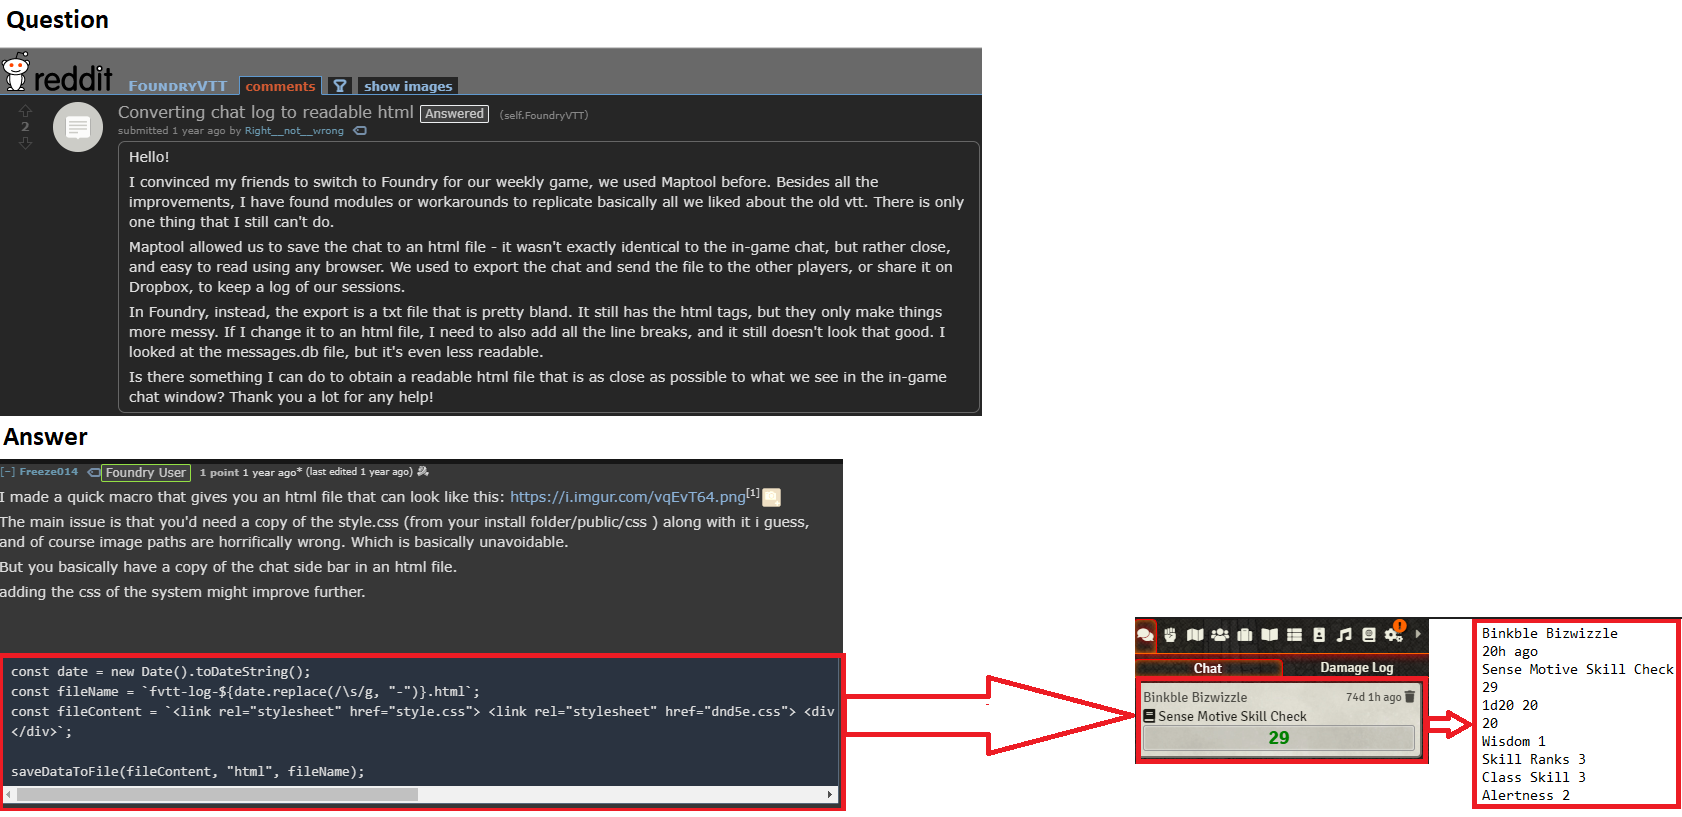 Question
reddit FOUNDRYVTT comments show images
2
Converting chat log to readable html Answered (self.FoundryVTT)
submitted 1 year ago by Right__not__wrong
Hello!
I convinced my friends to switch to Foundry for our weekly game, we used Maptool before. Besides all the
improvements, I have found modules or workarounds to replicate basically all we liked about the old vtt. There is only
one thing that I still can't do.
Maptool allowed us to save the chat to an html file - it wasn't exactly identical to the in-game chat, but rather close,
and easy to read using any browser. We used to export the chat and send the file to the other players, or share it on
Dropbox, to keep a log of our sessions.
In Foundry, instead, the export is a txt file that is pretty bland. It still has the html tags, but they only make things
more messy. If I change it to an html file, I need to also add all the line breaks, and it still doesn't look that good. I
looked at the messages.db file, but it's even less readable.
Is there something I can do to obtain a readable html file that is as close as possible to what we see in the in-game
chat window? Thank you a lot for any help!
Answer
[-] Freeze014 Foundry User 1 point 1 year ago* (last edited 1 year ago)
I made a quick macro that gives you an html file that can look like this: https://i.imgur.com/vqEvT64.png[1]
The main issue is that you'd need a copy of the style.css (from your install folder/public/css ) along with it i guess,
and of course image paths are horrifically wrong. Which is basically unavoidable.
But you basically have a copy of the chat side bar in an html file.
adding the css of the system might improve further.
const date = new Date().toDateString();
const fileName = `fvtt-log-${date.replace(/\s/g, "-")}.html`;
const fileContent = `<link rel="stylesheet" href="style.css"> <link rel="stylesheet" href="dnd5e.css"> <div
</div>`;
saveDataToFile(fileContent, "html", fileName);
!
Chat Damage Log
Binkble Bizwizzle 74d 1h ago
Sense Motive Skill Check
29
Binkble Bizwizzle
20h ago
Sense Motive Skill Check
29
1d20 20
20
Wisdom 1
Skill Ranks 3
Class Skill 3
Alertness 2